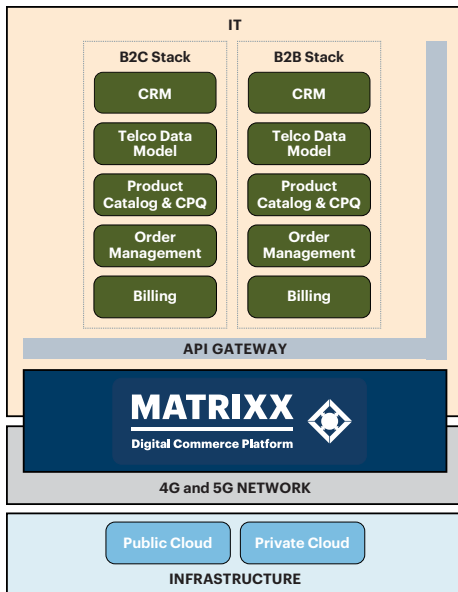 IT
B2C Stack
CRM
Telco Data
Model
Product
Catalog & CPQ
Order
Management
Billing
B2B Stack
CRM
Telco Data
Model
Product
Catalog & CPQ
Order
Management
Billing
API GATEWAY
MATRIXX
Digital Commerce Platform
4G and 5G NETWORK
Public Cloud
Private Cloud
INFRASTRUCTURE